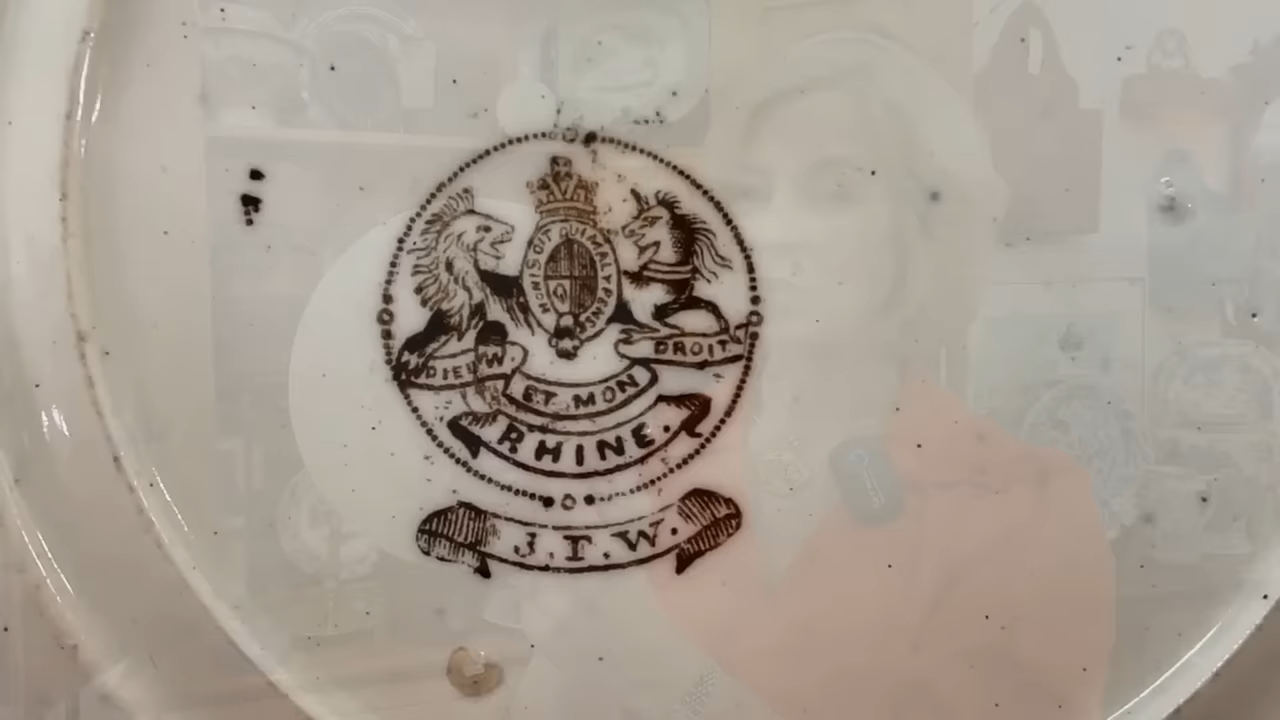 HONI SOIT QUI MAL Y PENSE
DIEU
ET MON
DROIT
RHINE.
J.T.W.